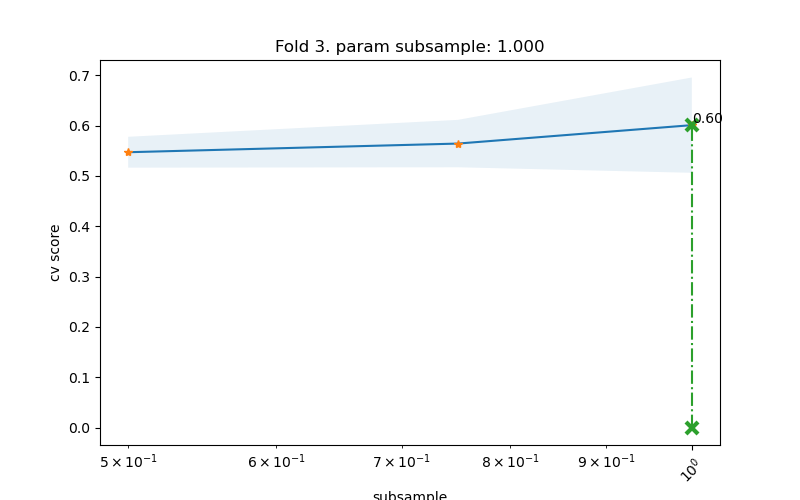 Fold 3. param subsample: 1.000
cv score
0.7
0.6
0.5
0.4
0.3
0.2
0.1
0.0
0.60
5 × 10⁻¹
6 × 10⁻¹
7 × 10⁻¹
8 × 10⁻¹
9 × 10⁻¹
10⁰
subsample